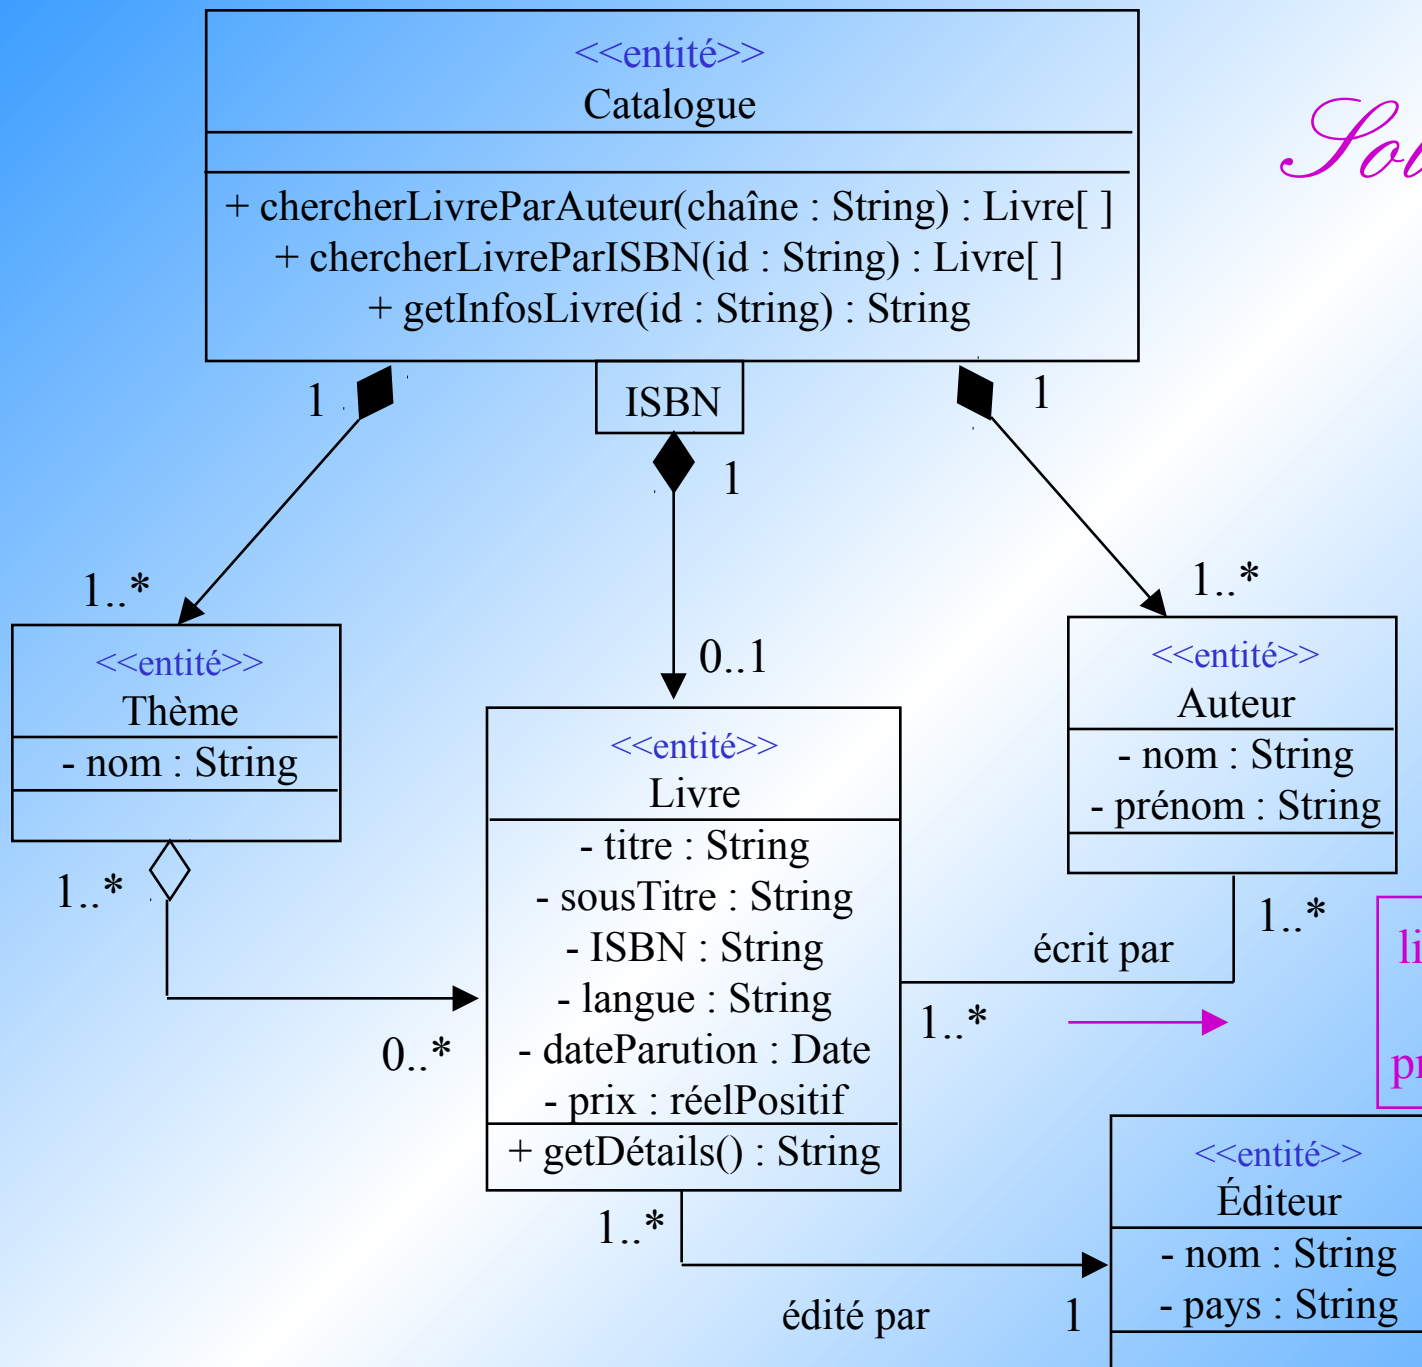 <<entité>>
Catalogue
+ chercherLivreParAuteur(chaîne : String) : Livre[ ]
+ chercherLivreParISBN(id : String) : Livre[ ]
+ getInfosLivre(id : String) : String
1
ISBN
1
1
1..*
0..1
1..*
<<entité>>
Thème
- nom : String
1..*
0..*
<<entité>>
Livre
- titre : String
- sousTitre : String
- ISBN : String
- langue : String
- dateParution : Date
- prix : réelPositif
+ getDétails() : String
<<entité>>
Auteur
- nom : String
- prénom : String
1..*
écrit par
1..*
1..*
édité par
1
<<entité>>
Éditeur
- nom : String
- pays : String